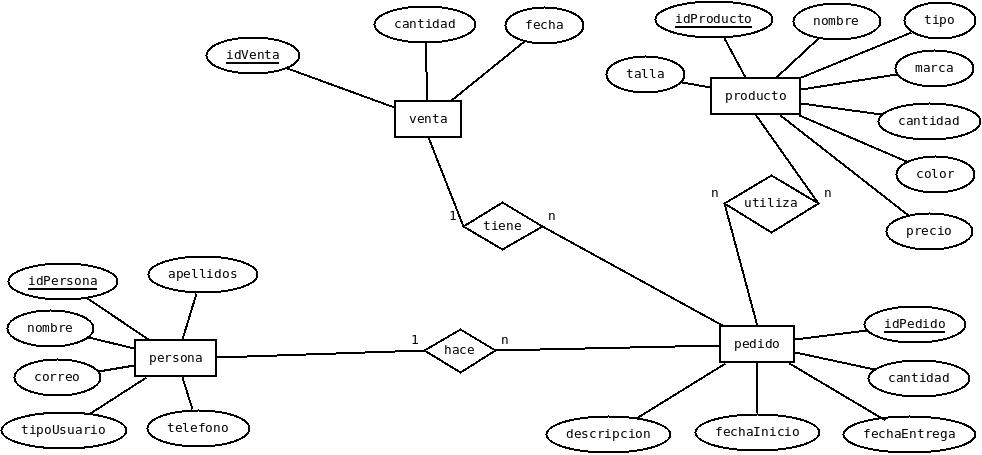 idProducto
nombre
tipo
cantidad
fecha
idVenta
marca
talla
producto
venta
cantidad
color
n
n
utiliza
1
n
tiene
precio
apellidos
idPersona
nombre
idPedido
1
n
persona
hace
pedido
correo
cantidad
tipoUsuario
telefono
descripcion
fechaInicio
fechaEntrega